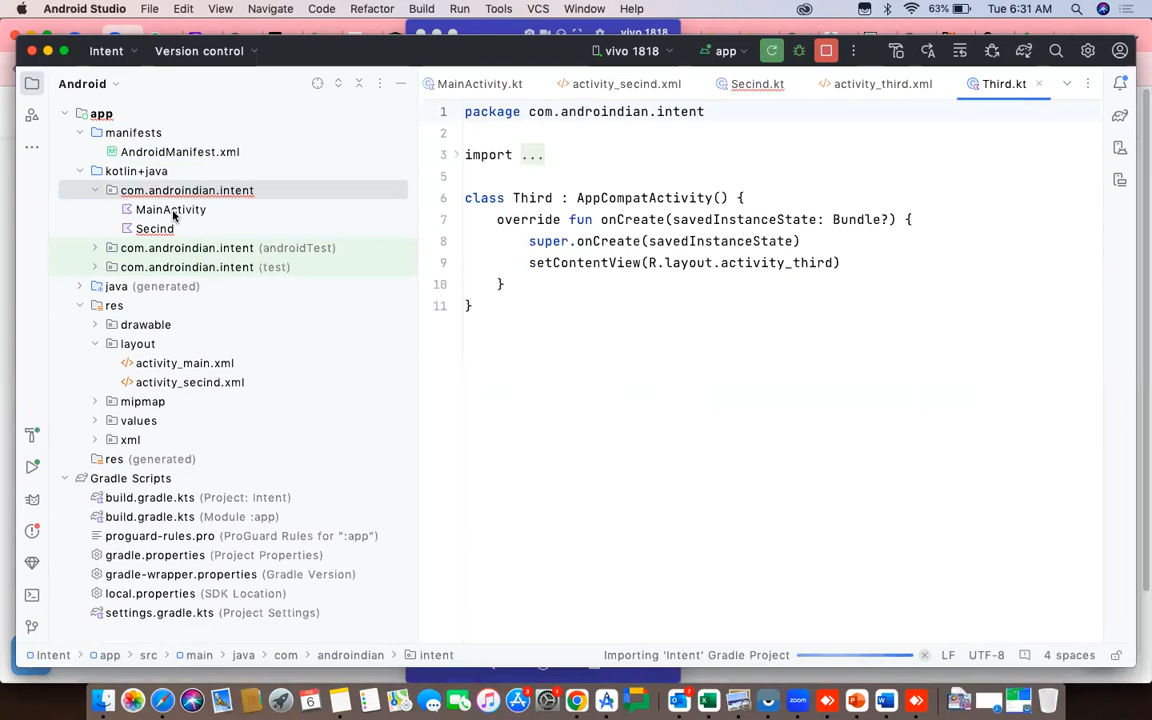 Android Studio File Edit View Navigate Code Refactor Build Run Tools VCS Window Help 63% Tue 6:31 AM
Intent Version control vivo 1818 app
Android
MainActivity.kt activity_secind.xml Secind.kt activity_third.xml Third.kt
app
manifests
AndroidManifest.xml
kotlin+java
com.androindian.intent
MainActivity
Secind
com.androindian.intent (androidTest)
com.androindian.intent (test)
java (generated)
res
drawable
layout
activity_main.xml
activity_secind.xml
mipmap
values
xml
res (generated)
Gradle Scripts
build.gradle.kts (Project: Intent)
build.gradle.kts (Module :app)
proguard-rules.pro (ProGuard Rules for ":app")
gradle.properties (Project Properties)
gradle-wrapper.properties (Gradle Version)
local.properties (SDK Location)
settings.gradle.kts (Project Settings)
1 package com.androindian.intent
2
3 import ...
5
6 class Third : AppCompatActivity() {
7 override fun onCreate(savedInstanceState: Bundle?) {
8 super.onCreate(savedInstanceState)
9 setContentView(R.layout.activity_third)
10 }
11 }
Intent app src main java com androindian intent Importing 'Intent' Gradle Project LF UTF-8 4 spaces